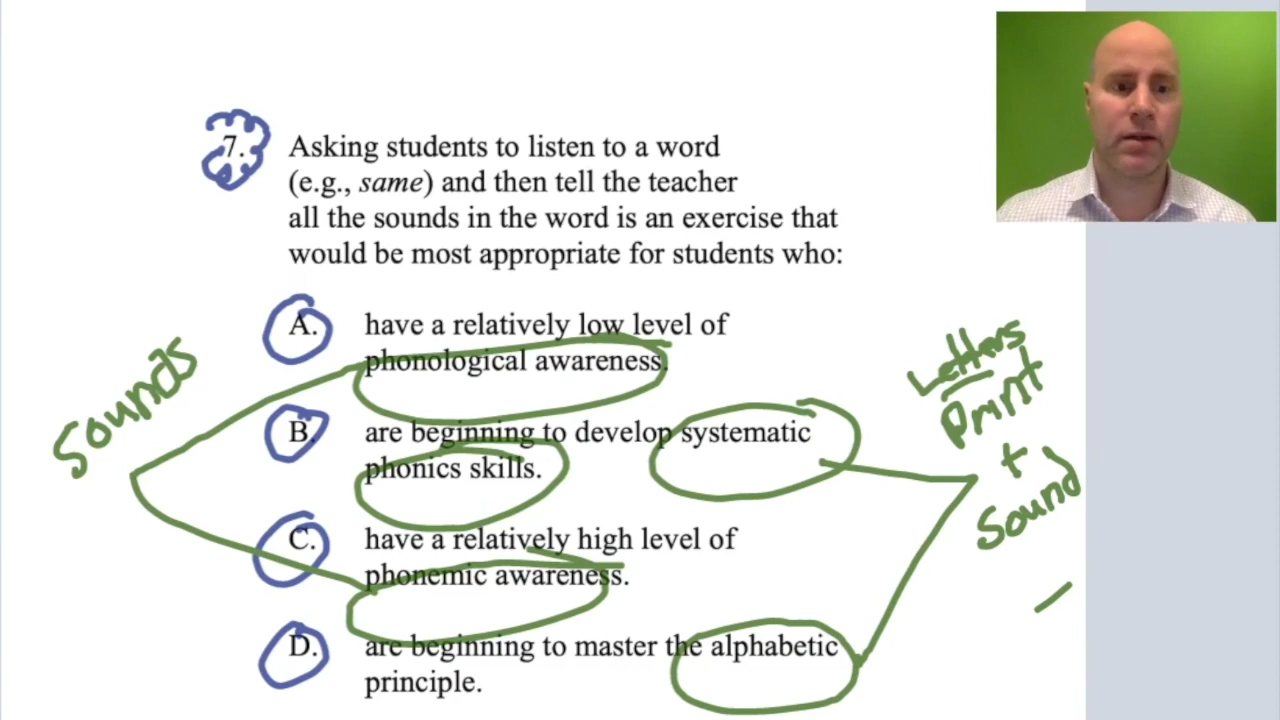 7. Asking students to listen to a word
(e.g., same) and then tell the teacher
all the sounds in the word is an exercise that
would be most appropriate for students who:
A. have a relatively low level of
phonological awareness.
B. are beginning to develop systematic
phonics skills.
C. have a relatively high level of
phonemic awareness.
D. are beginning to master the alphabetic
principle.
Sounds
Letters
Print
+
Sound